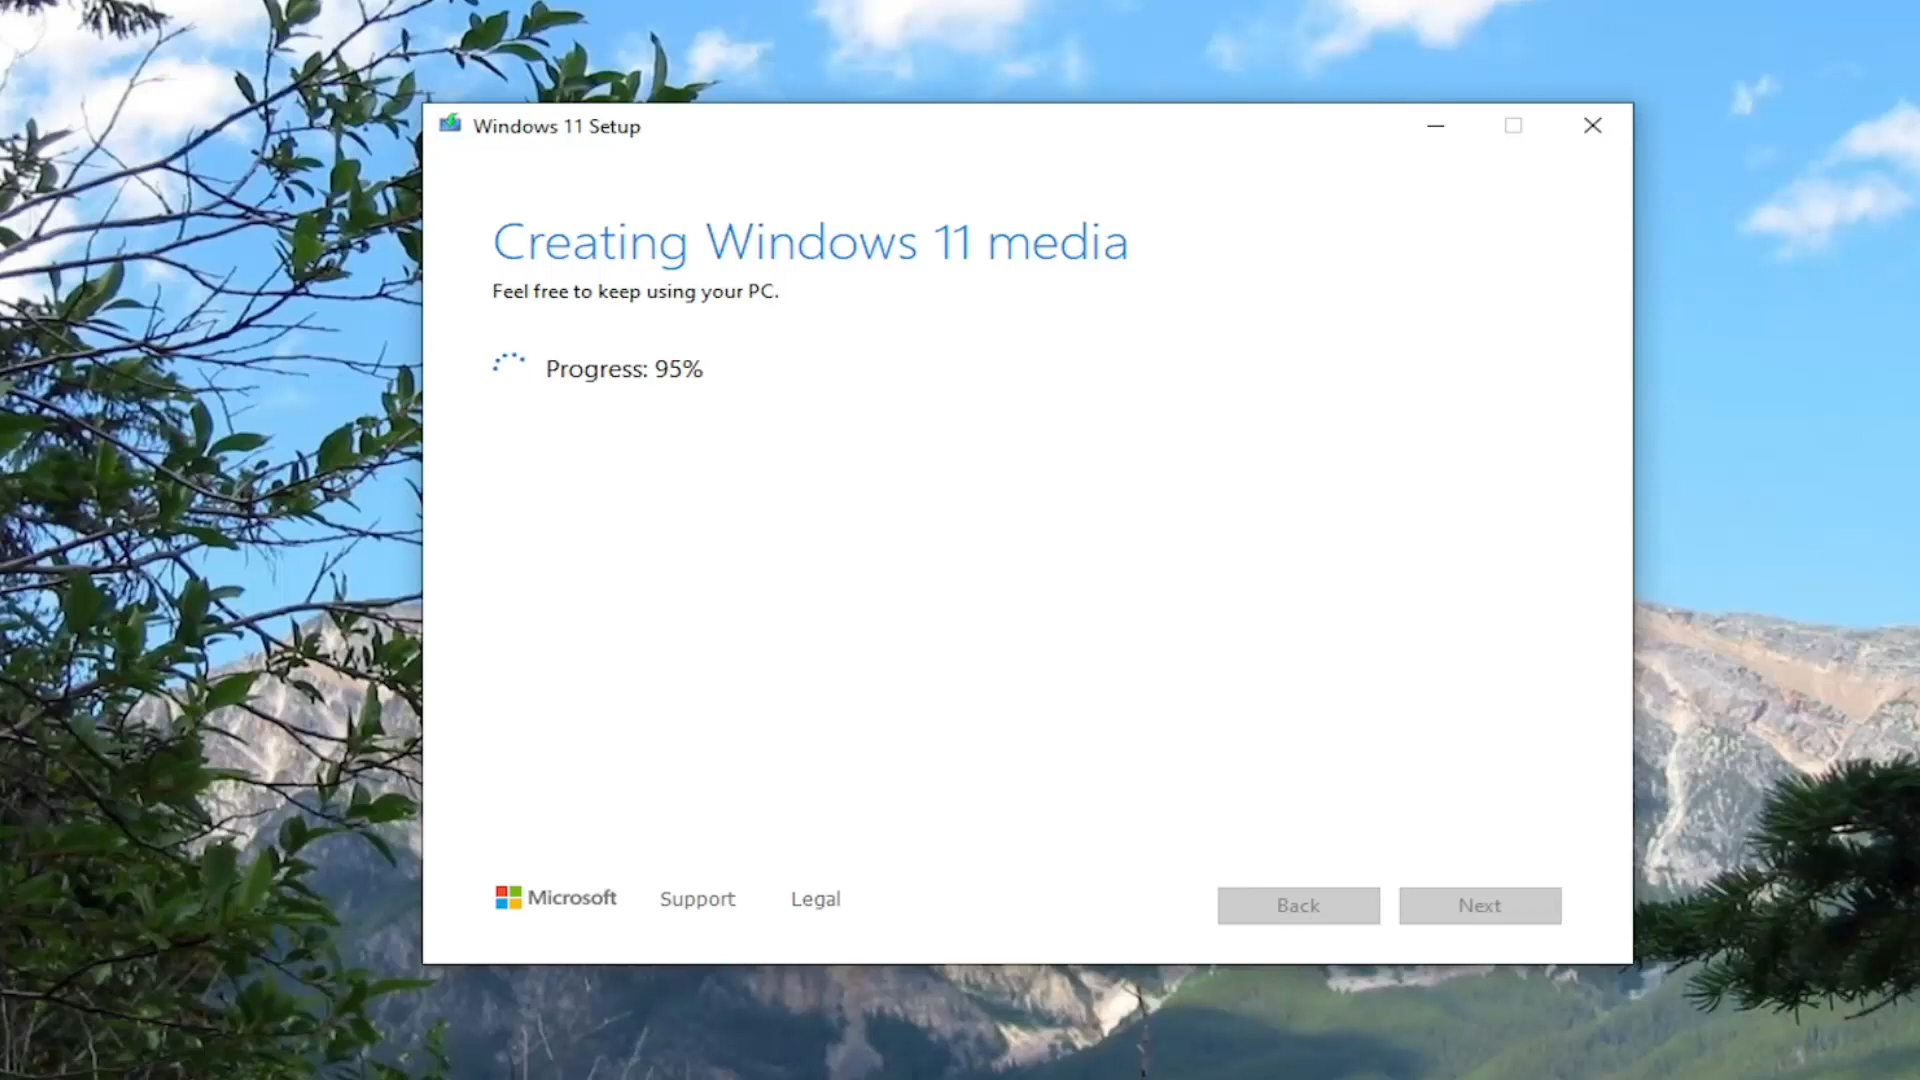 Windows 11 Setup
Creating Windows 11 media
Feel free to keep using your PC.
Progress: 95%
Microsoft Support Legal Back Next